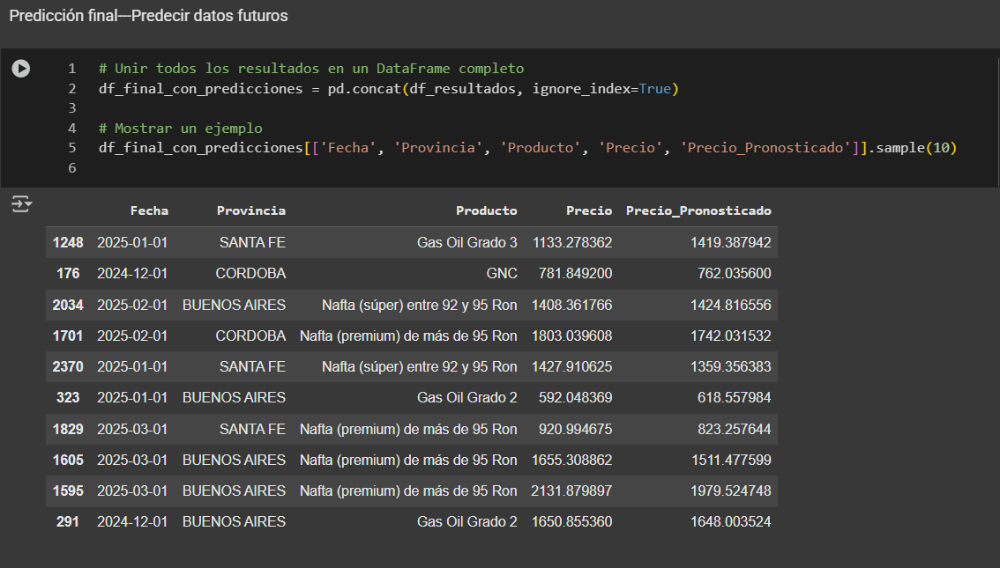 Predicción final—Predecir datos futuros
1 # Unir todos los resultados en un DataFrame completo
2 df_final_con_predicciones = pd.concat(df_resultados, ignore_index=True)
3
4 # Mostrar un ejemplo
5 df_final_con_predicciones[['Fecha', 'Provincia', 'Producto', 'Precio', 'Precio_Pronosticado']].sample(10)
6
Fecha Provincia Producto Precio Precio_Pronosticado
1248 2025-01-01 SANTA FE Gas Oil Grado 3 1133.278362 1419.387942
176 2024-12-01 CORDOBA GNC 781.849200 762.035600
2034 2025-02-01 BUENOS AIRES Nafta (súper) entre 92 y 95 Ron 1408.361766 1424.816556
1701 2025-02-01 CORDOBA Nafta (premium) de más de 95 Ron 1803.039608 1742.031532
2370 2025-01-01 SANTA FE Nafta (súper) entre 92 y 95 Ron 1427.910625 1359.356383
323 2025-01-01 BUENOS AIRES Gas Oil Grado 2 592.048369 618.557984
1829 2025-03-01 SANTA FE Nafta (premium) de más de 95 Ron 920.994675 823.257644
1605 2025-03-01 BUENOS AIRES Nafta (premium) de más de 95 Ron 1655.308862 1511.477599
1595 2025-03-01 BUENOS AIRES Nafta (premium) de más de 95 Ron 2131.879897 1979.524748
291 2024-12-01 BUENOS AIRES Gas Oil Grado 2 1650.855360 1648.003524